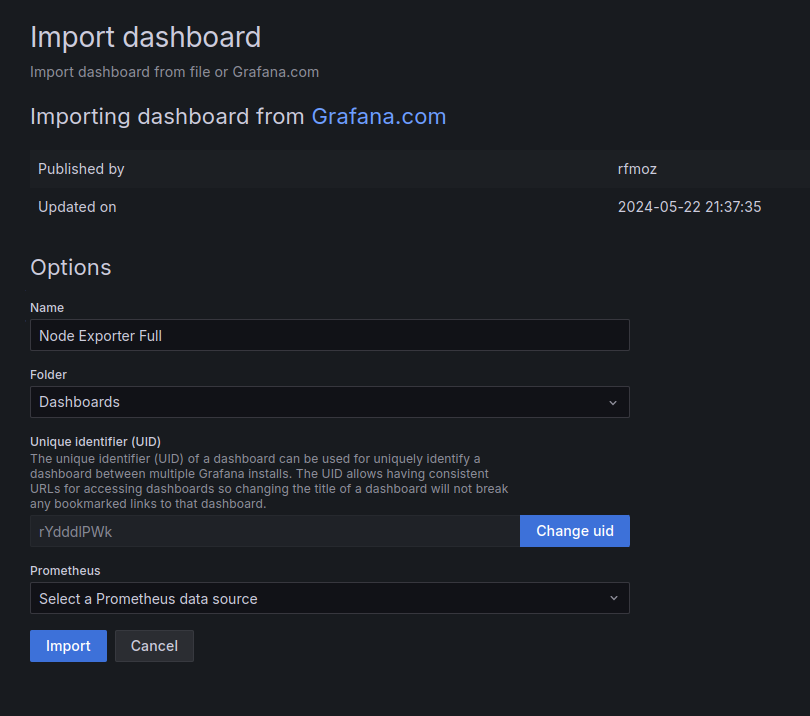 Import dashboard
Import dashboard from file or Grafana.com
Importing dashboard from Grafana.com
Published by rfmoz
Updated on 2024-05-22 21:37:35
Options
Name
Node Exporter Full
Folder
Dashboards
Unique identifier (UID)
The unique identifier (UID) of a dashboard can be used for uniquely identify a
dashboard between multiple Grafana installs. The UID allows having consistent
URLs for accessing dashboards so changing the title of a dashboard will not break
any bookmarked links to that dashboard.
rYdddlPWk Change uid
Prometheus
Select a Prometheus data source
Import Cancel